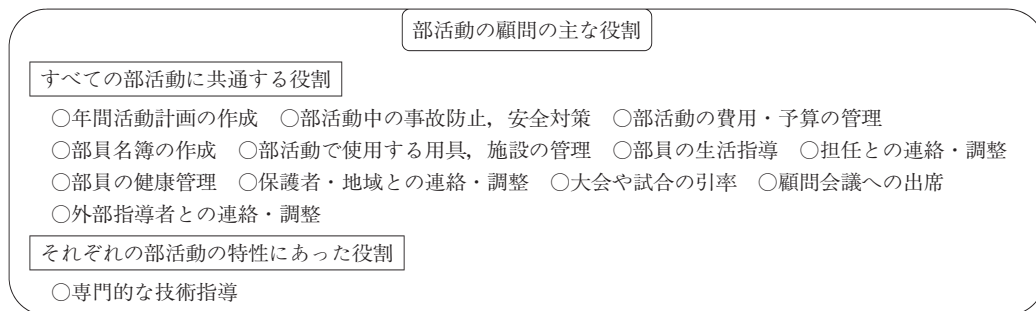 部活動の顧問の主な役割
すべての部活動に共通する役割
○年間活動計画の作成 ○部活動中の事故防止，安全対策 ○部活動の費用・予算の管理
○部員名簿の作成 ○部活動で使用する用具，施設の管理 ○部員の生活指導 ○担任との連絡・調整
○部員の健康管理 ○保護者・地域との連絡・調整 ○大会や試合の引率 ○顧問会議への出席
○外部指導者との連絡・調整
それぞれの部活動の特性にあった役割
○専門的な技術指導